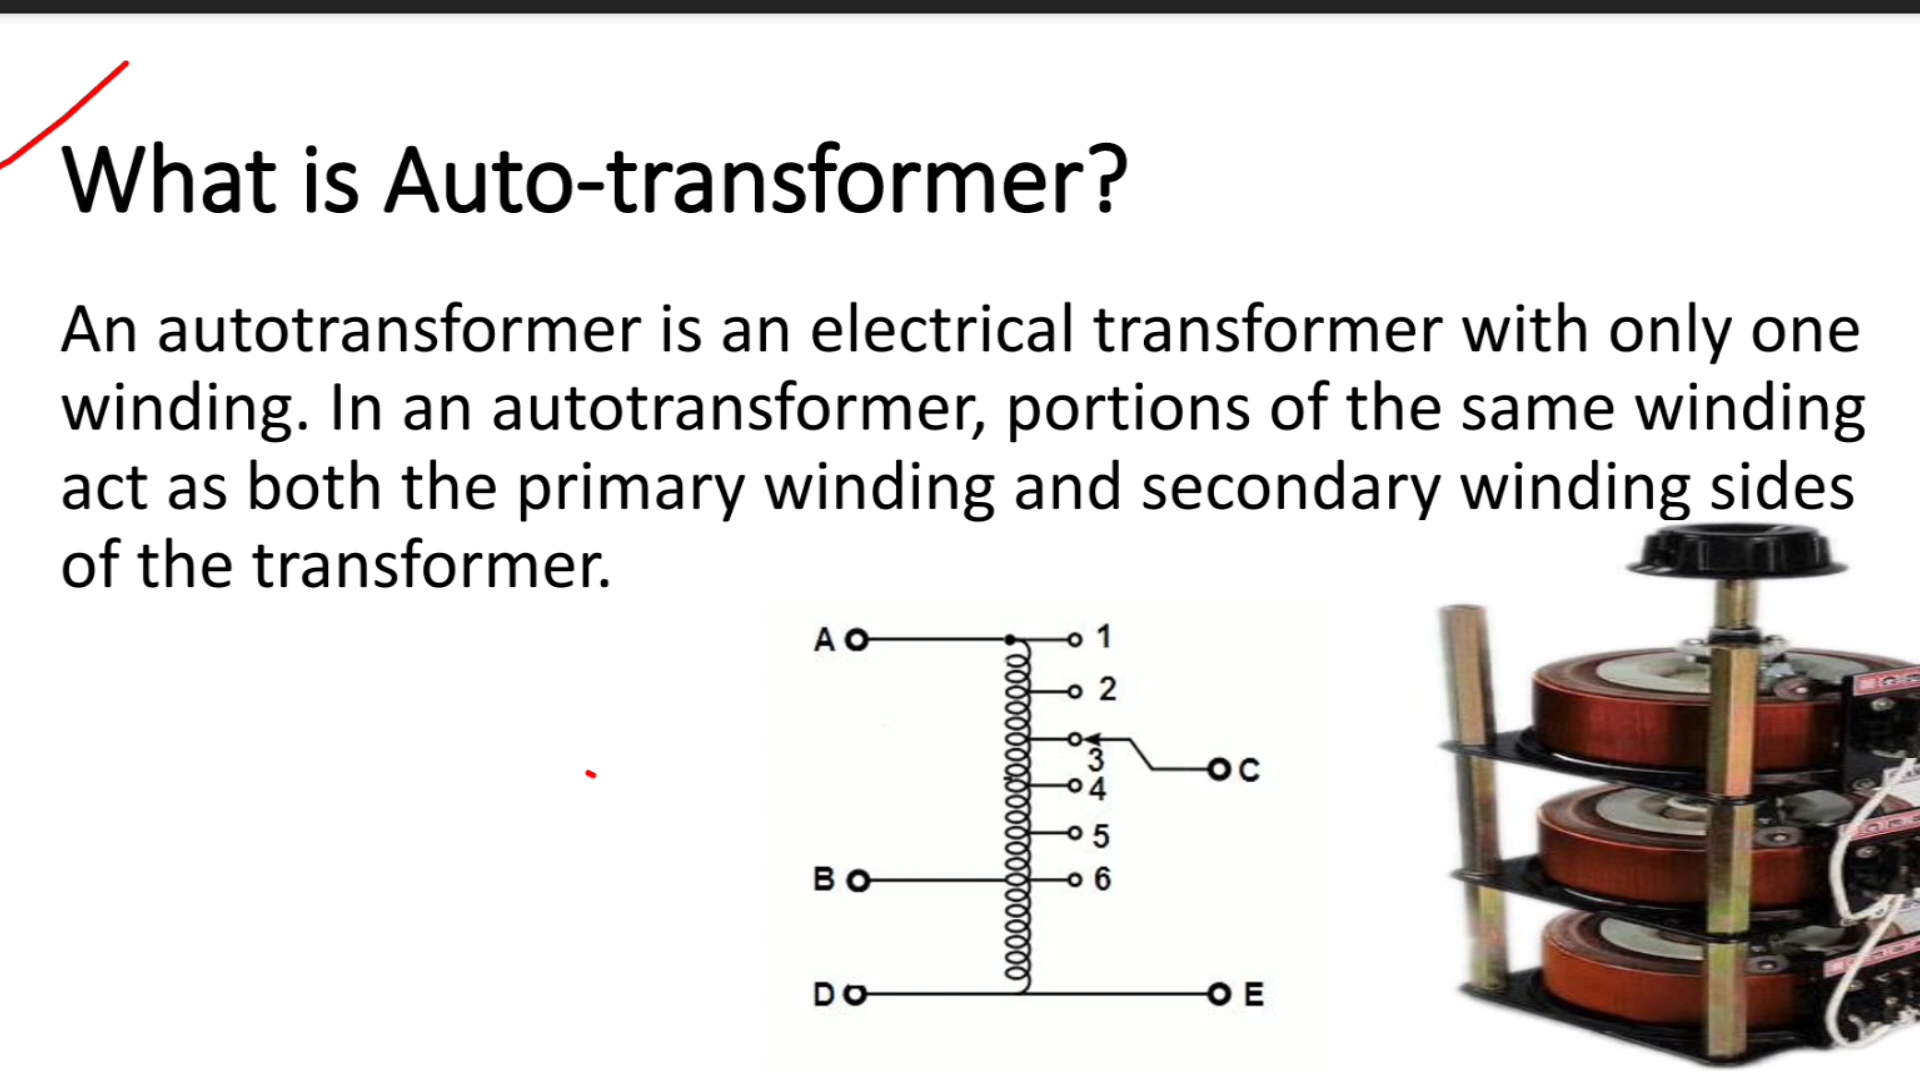 What is Auto-transformer?
An autotransformer is an electrical transformer with only one
winding. In an autotransformer, portions of the same winding
act as both the primary winding and secondary winding sides
of the transformer.
A 1
2
3
C
4
5
B 6
D E